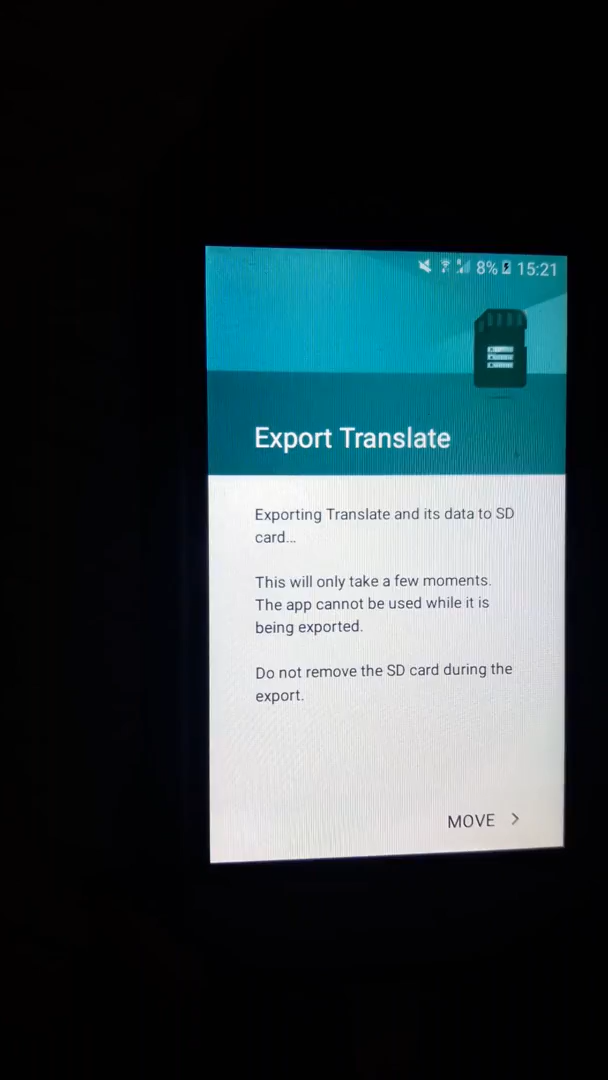 8% 15:21
Export Translate
Exporting Translate and its data to SD
card...
This will only take a few moments.
The app cannot be used while it is
being exported.
Do not remove the SD card during the
export.
MOVE